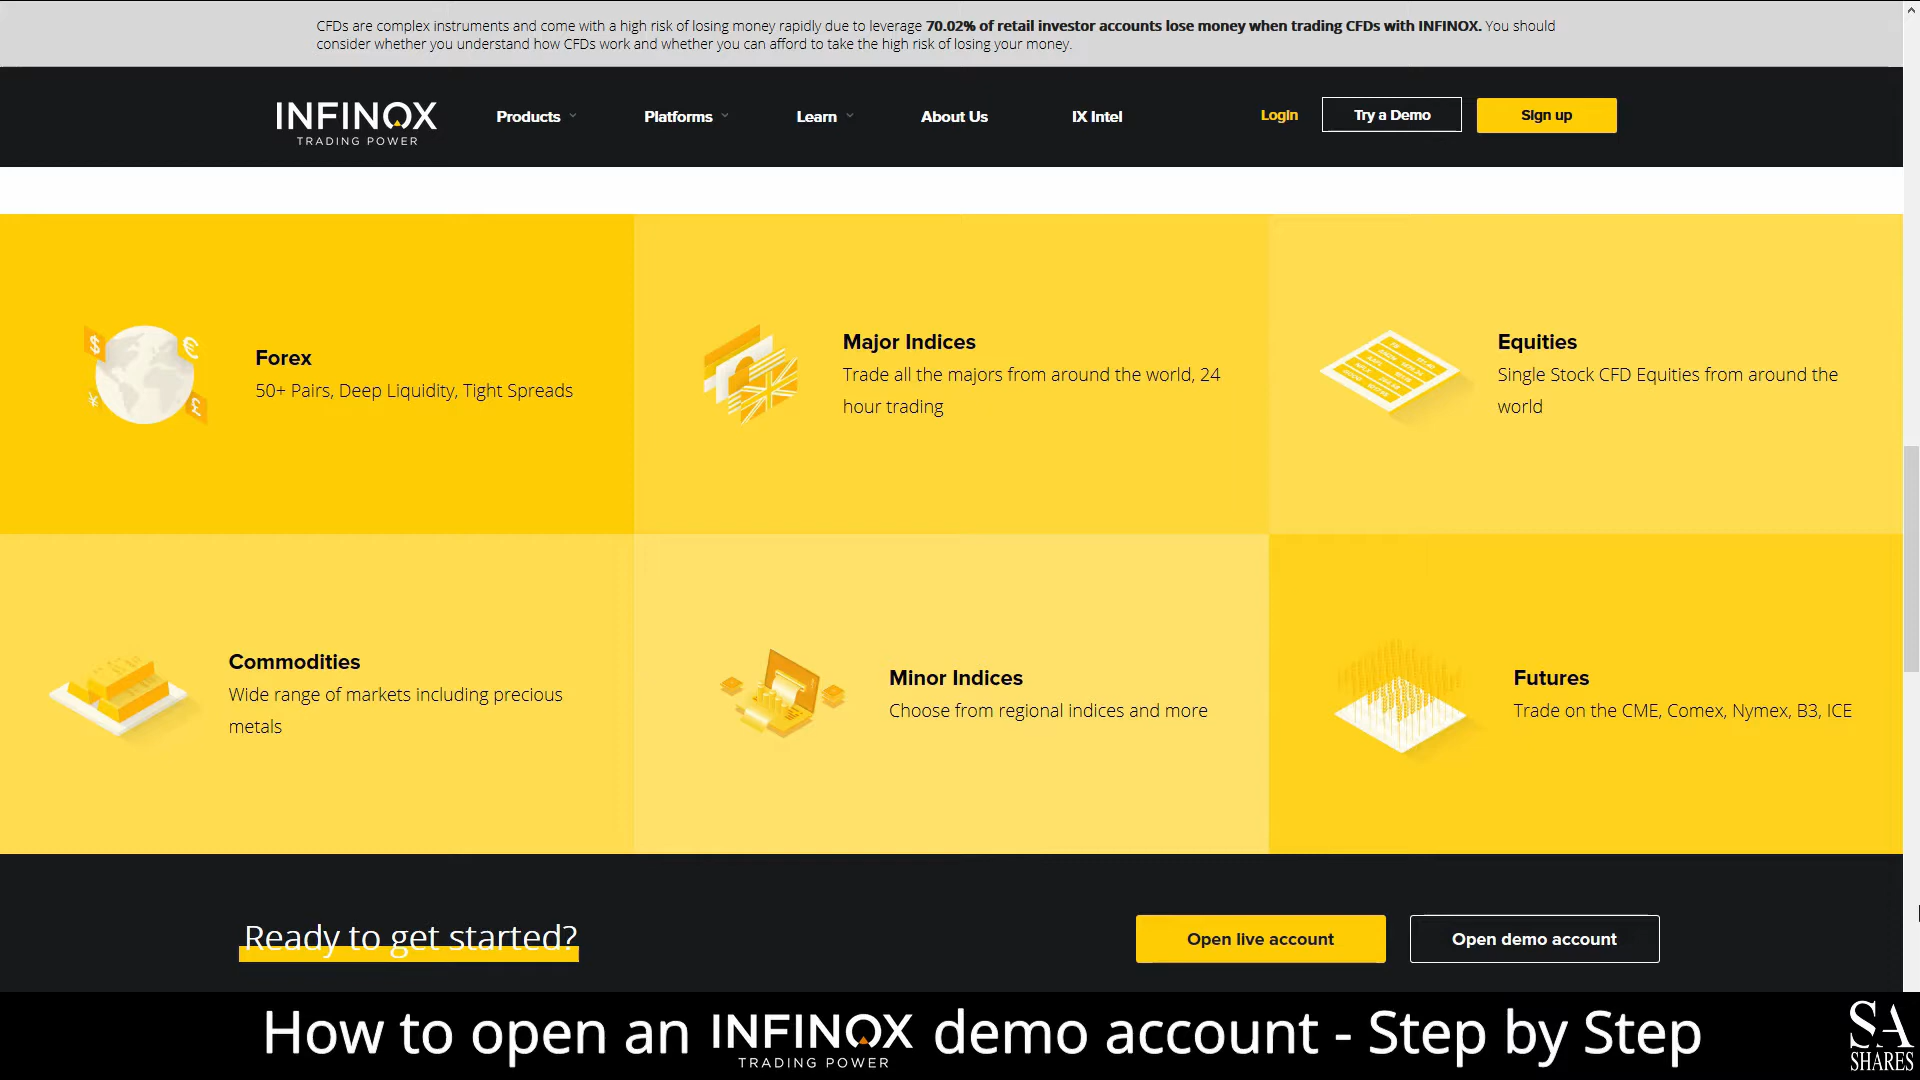 CFDs are complex instruments and come with a high risk of losing money rapidly due to leverage 70.02% of retail investor accounts lose money when trading CFDs with INFINOX. You should
consider whether you understand how CFDs work and whether you can afford to take the high risk of losing your money.
INFINOX
TRADING POWER
Products
Platforms
Learn
About Us
IX Intel
Login
Try a Demo
Sign up
Forex
50+ Pairs, Deep Liquidity, Tight Spreads
Major Indices
Trade all the majors from around the world, 24
hour trading
Equities
Single Stock CFD Equities from around the
world
Commodities
Wide range of markets including precious
metals
Minor Indices
Choose from regional indices and more
Futures
Trade on the CME, Comex, Nymex, B3, ICE
Ready to get started?
Open live account
Open demo account
How to open an INFINOX demo account - Step by Step
TRADING POWER
SA
SHARES